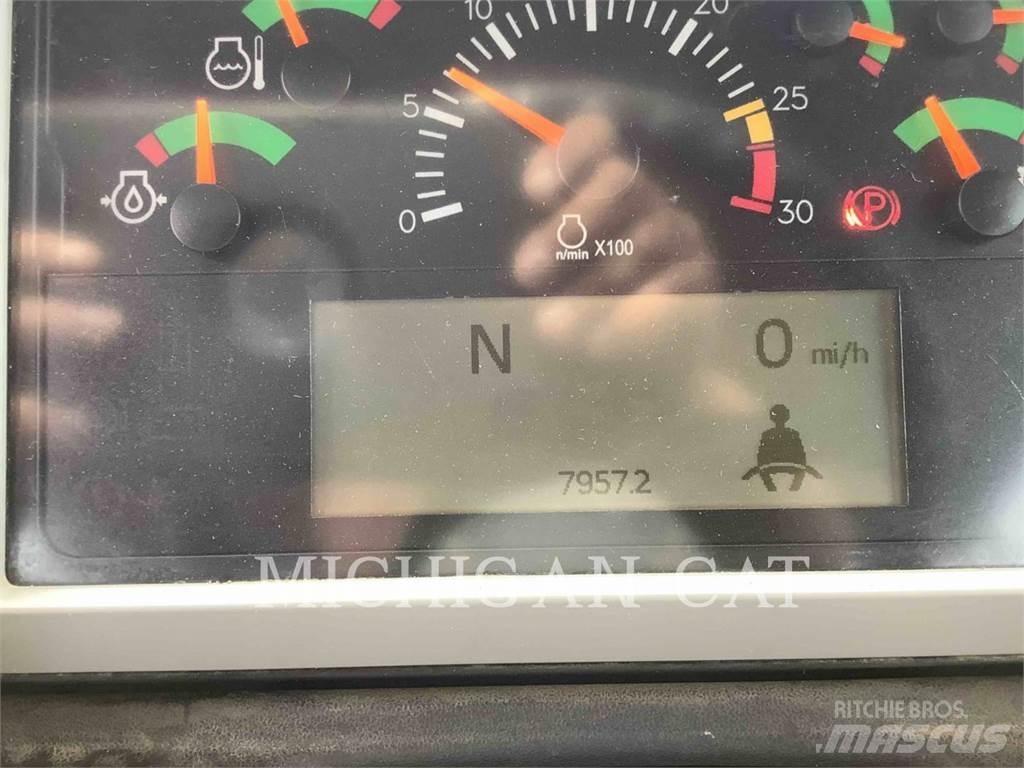 10
20
5
25
0
30
P
n/min X100
N 0 mi/h
7957.2
MICHIGAN CAT
RITCHIE BROS.
MASCUS